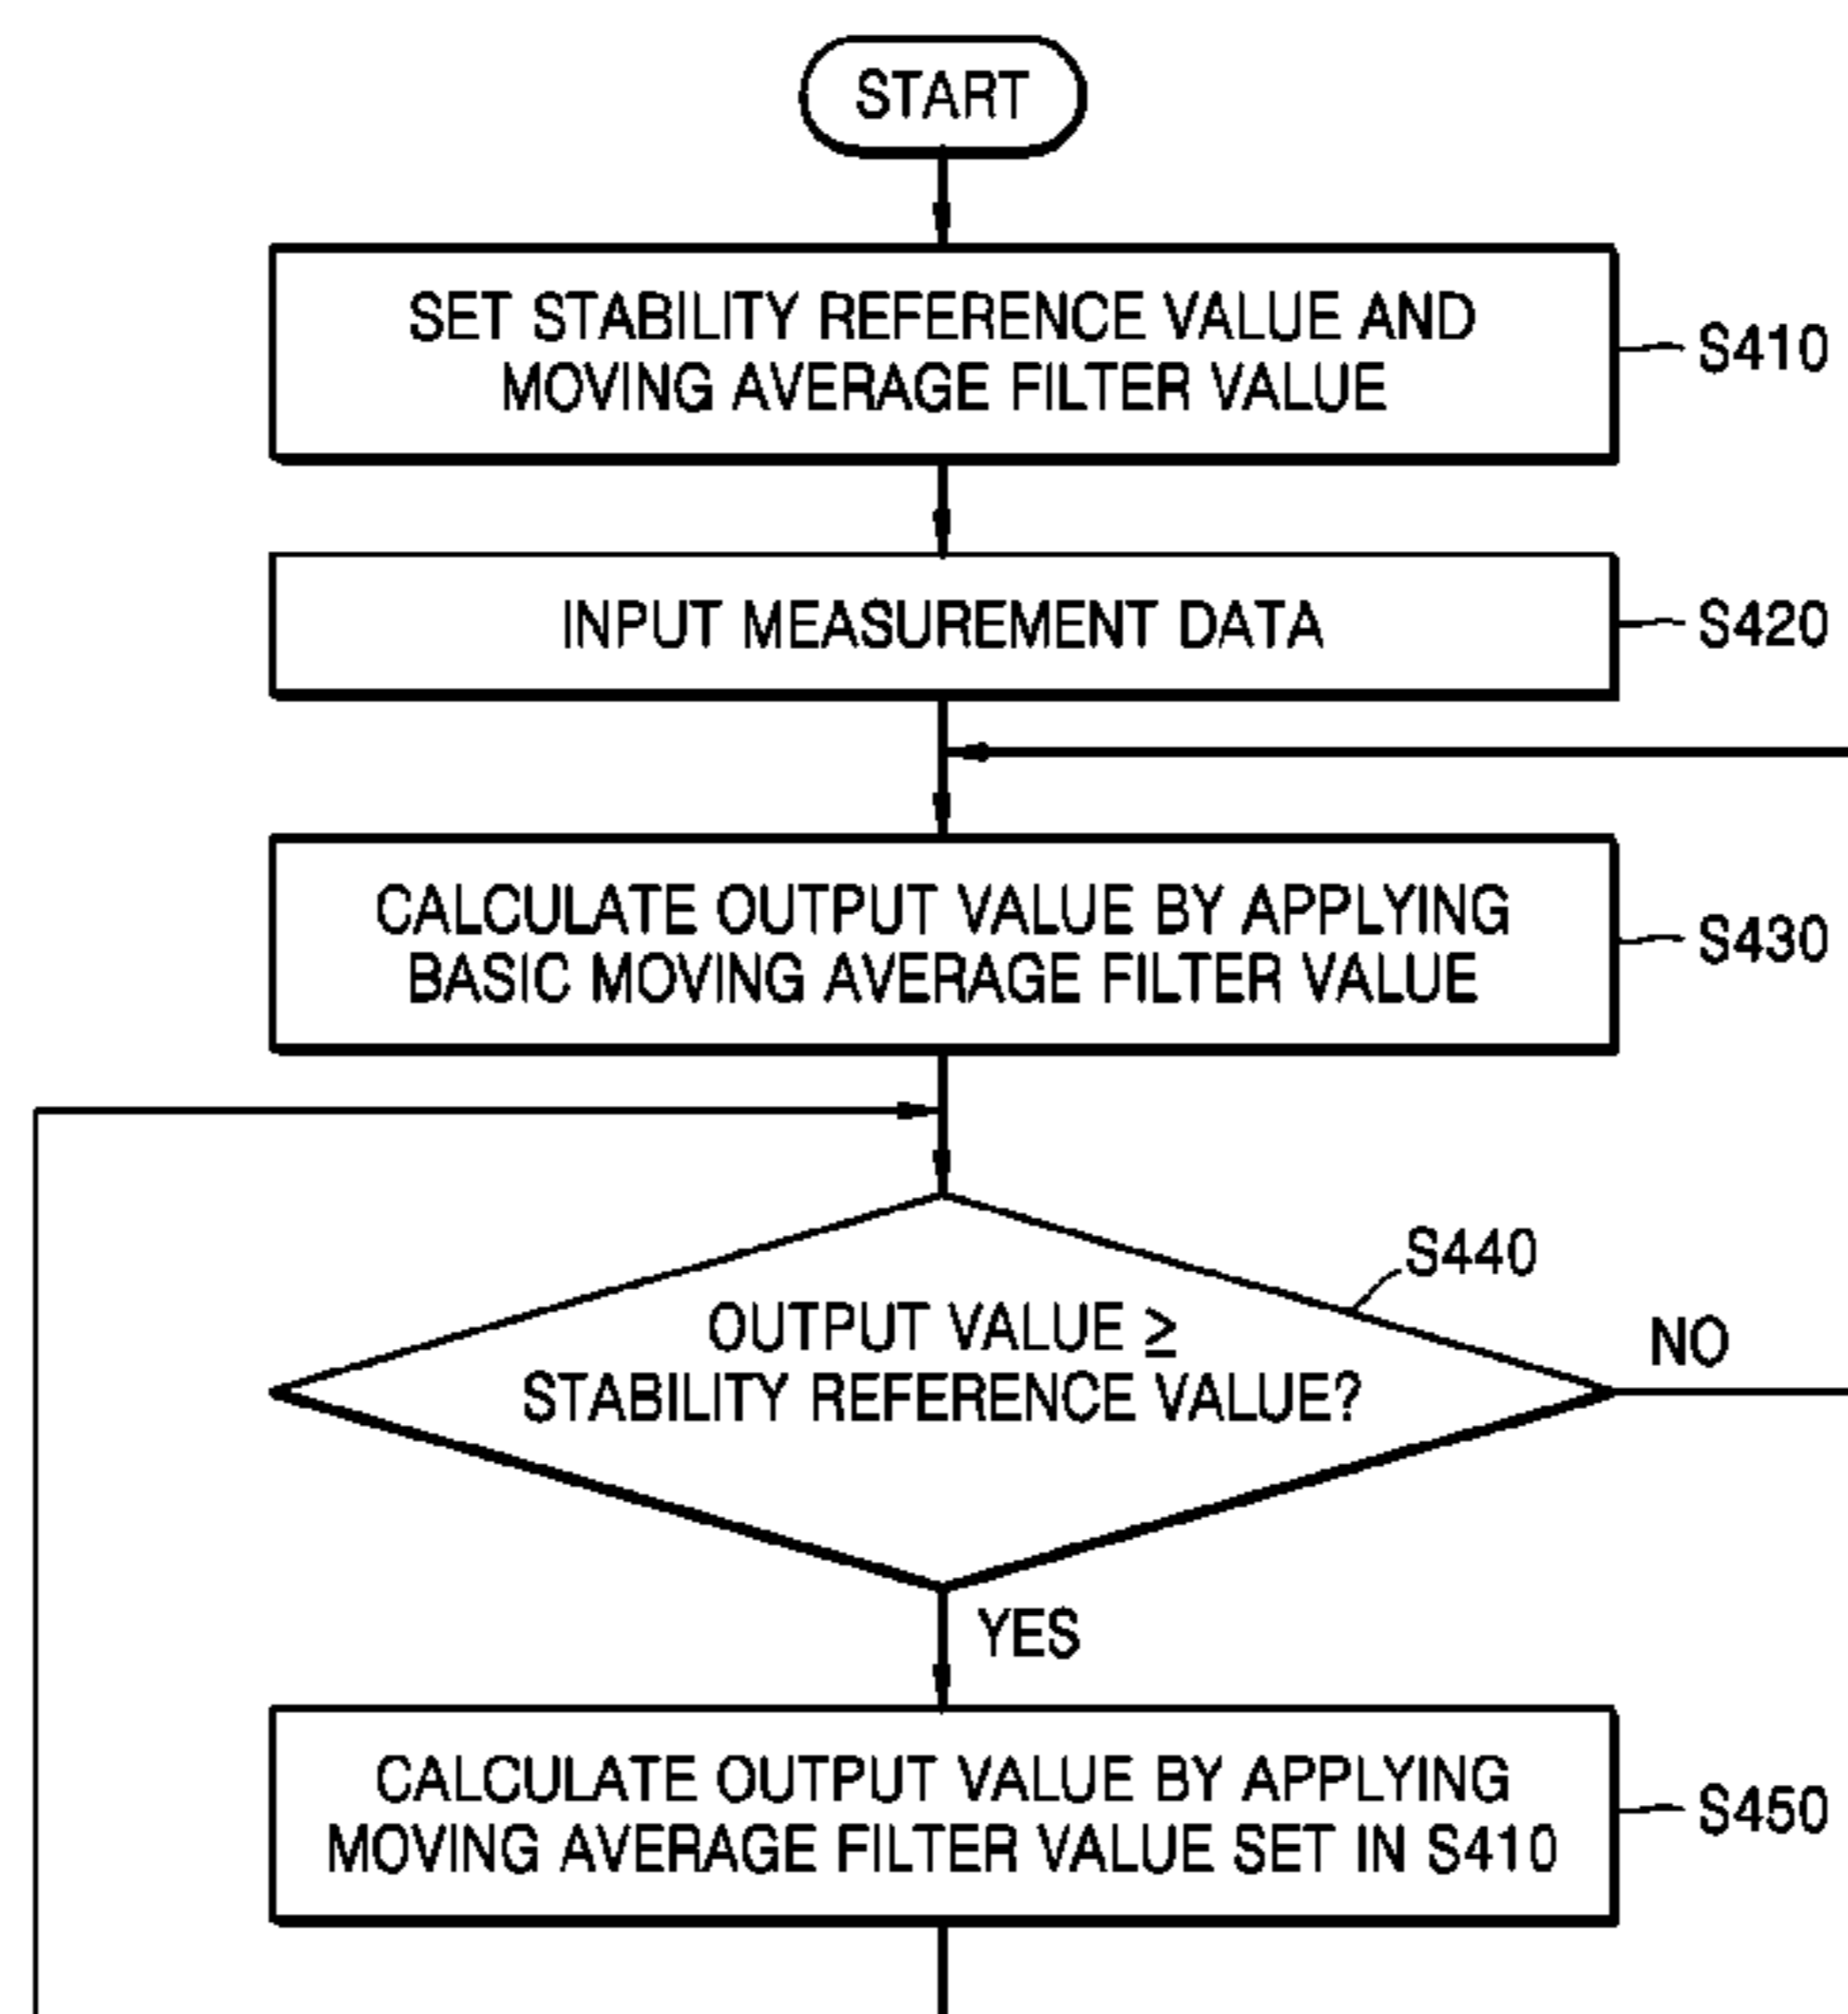 START
SET STABILITY REFERENCE VALUE AND
MOVING AVERAGE FILTER VALUE
S410
INPUT MEASUREMENT DATA
S420
CALCULATE OUTPUT VALUE BY APPLYING
BASIC MOVING AVERAGE FILTER VALUE
S430
S440
OUTPUT VALUE ≥
STABILITY REFERENCE VALUE?
NO
YES
CALCULATE OUTPUT VALUE BY APPLYING
MOVING AVERAGE FILTER VALUE SET IN S410
S450